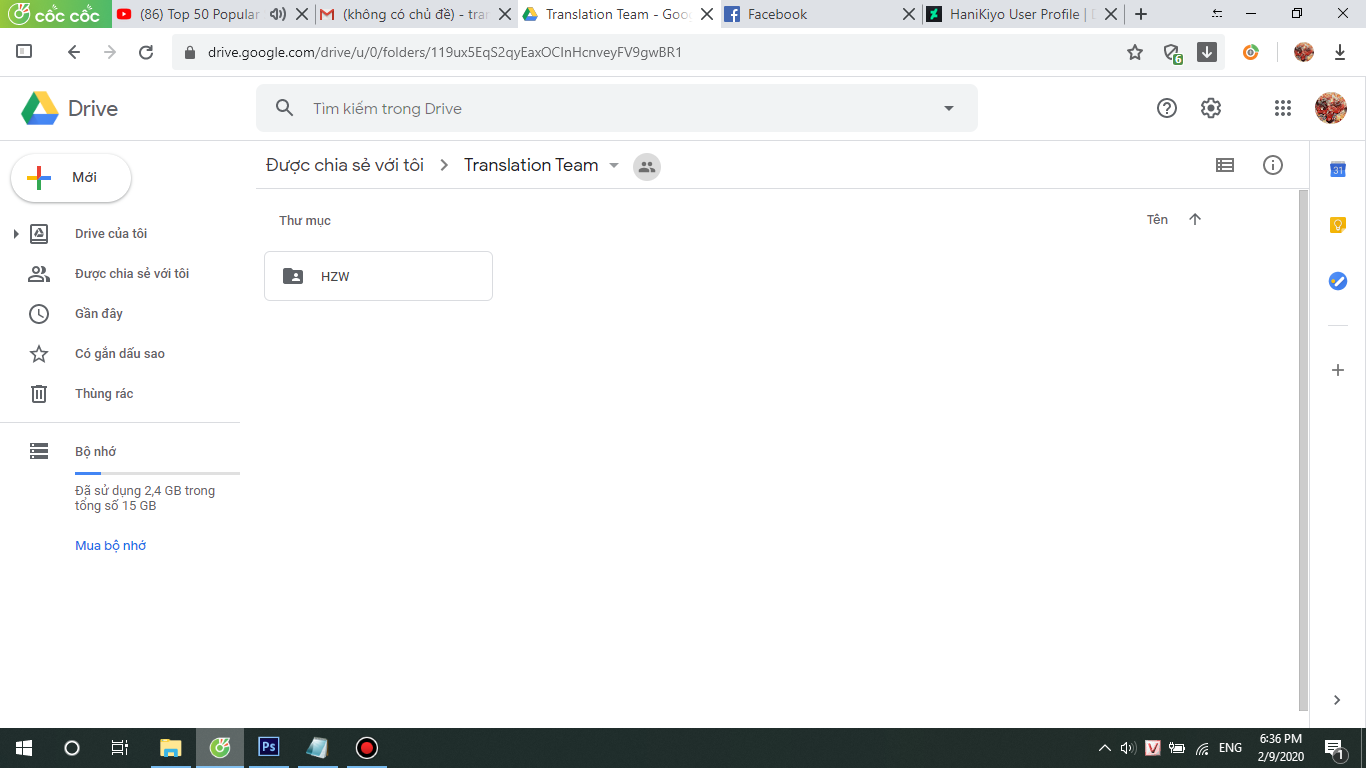 cốc cốc
(86) Top 50 Popular
(không có chủ đề) - tran
Translation Team - Goo
Facebook
HaniKiyo User Profile | D
drive.google.com/drive/u/0/folders/119ux5EqS2qyEaxOCInHcnveyFV9gwBR1
6
Drive
Tìm kiếm trong Drive
Mới
Được chia sẻ với tôi
Translation Team
Thư mục
Tên
HZW
Drive của tôi
Được chia sẻ với tôi
Gần đây
Có gắn dấu sao
Thùng rác
Bộ nhớ
Đã sử dụng 2,4 GB trong
tổng số 15 GB
Mua bộ nhớ
31
Ps
V
ENG
6:36 PM
2/9/2020
1